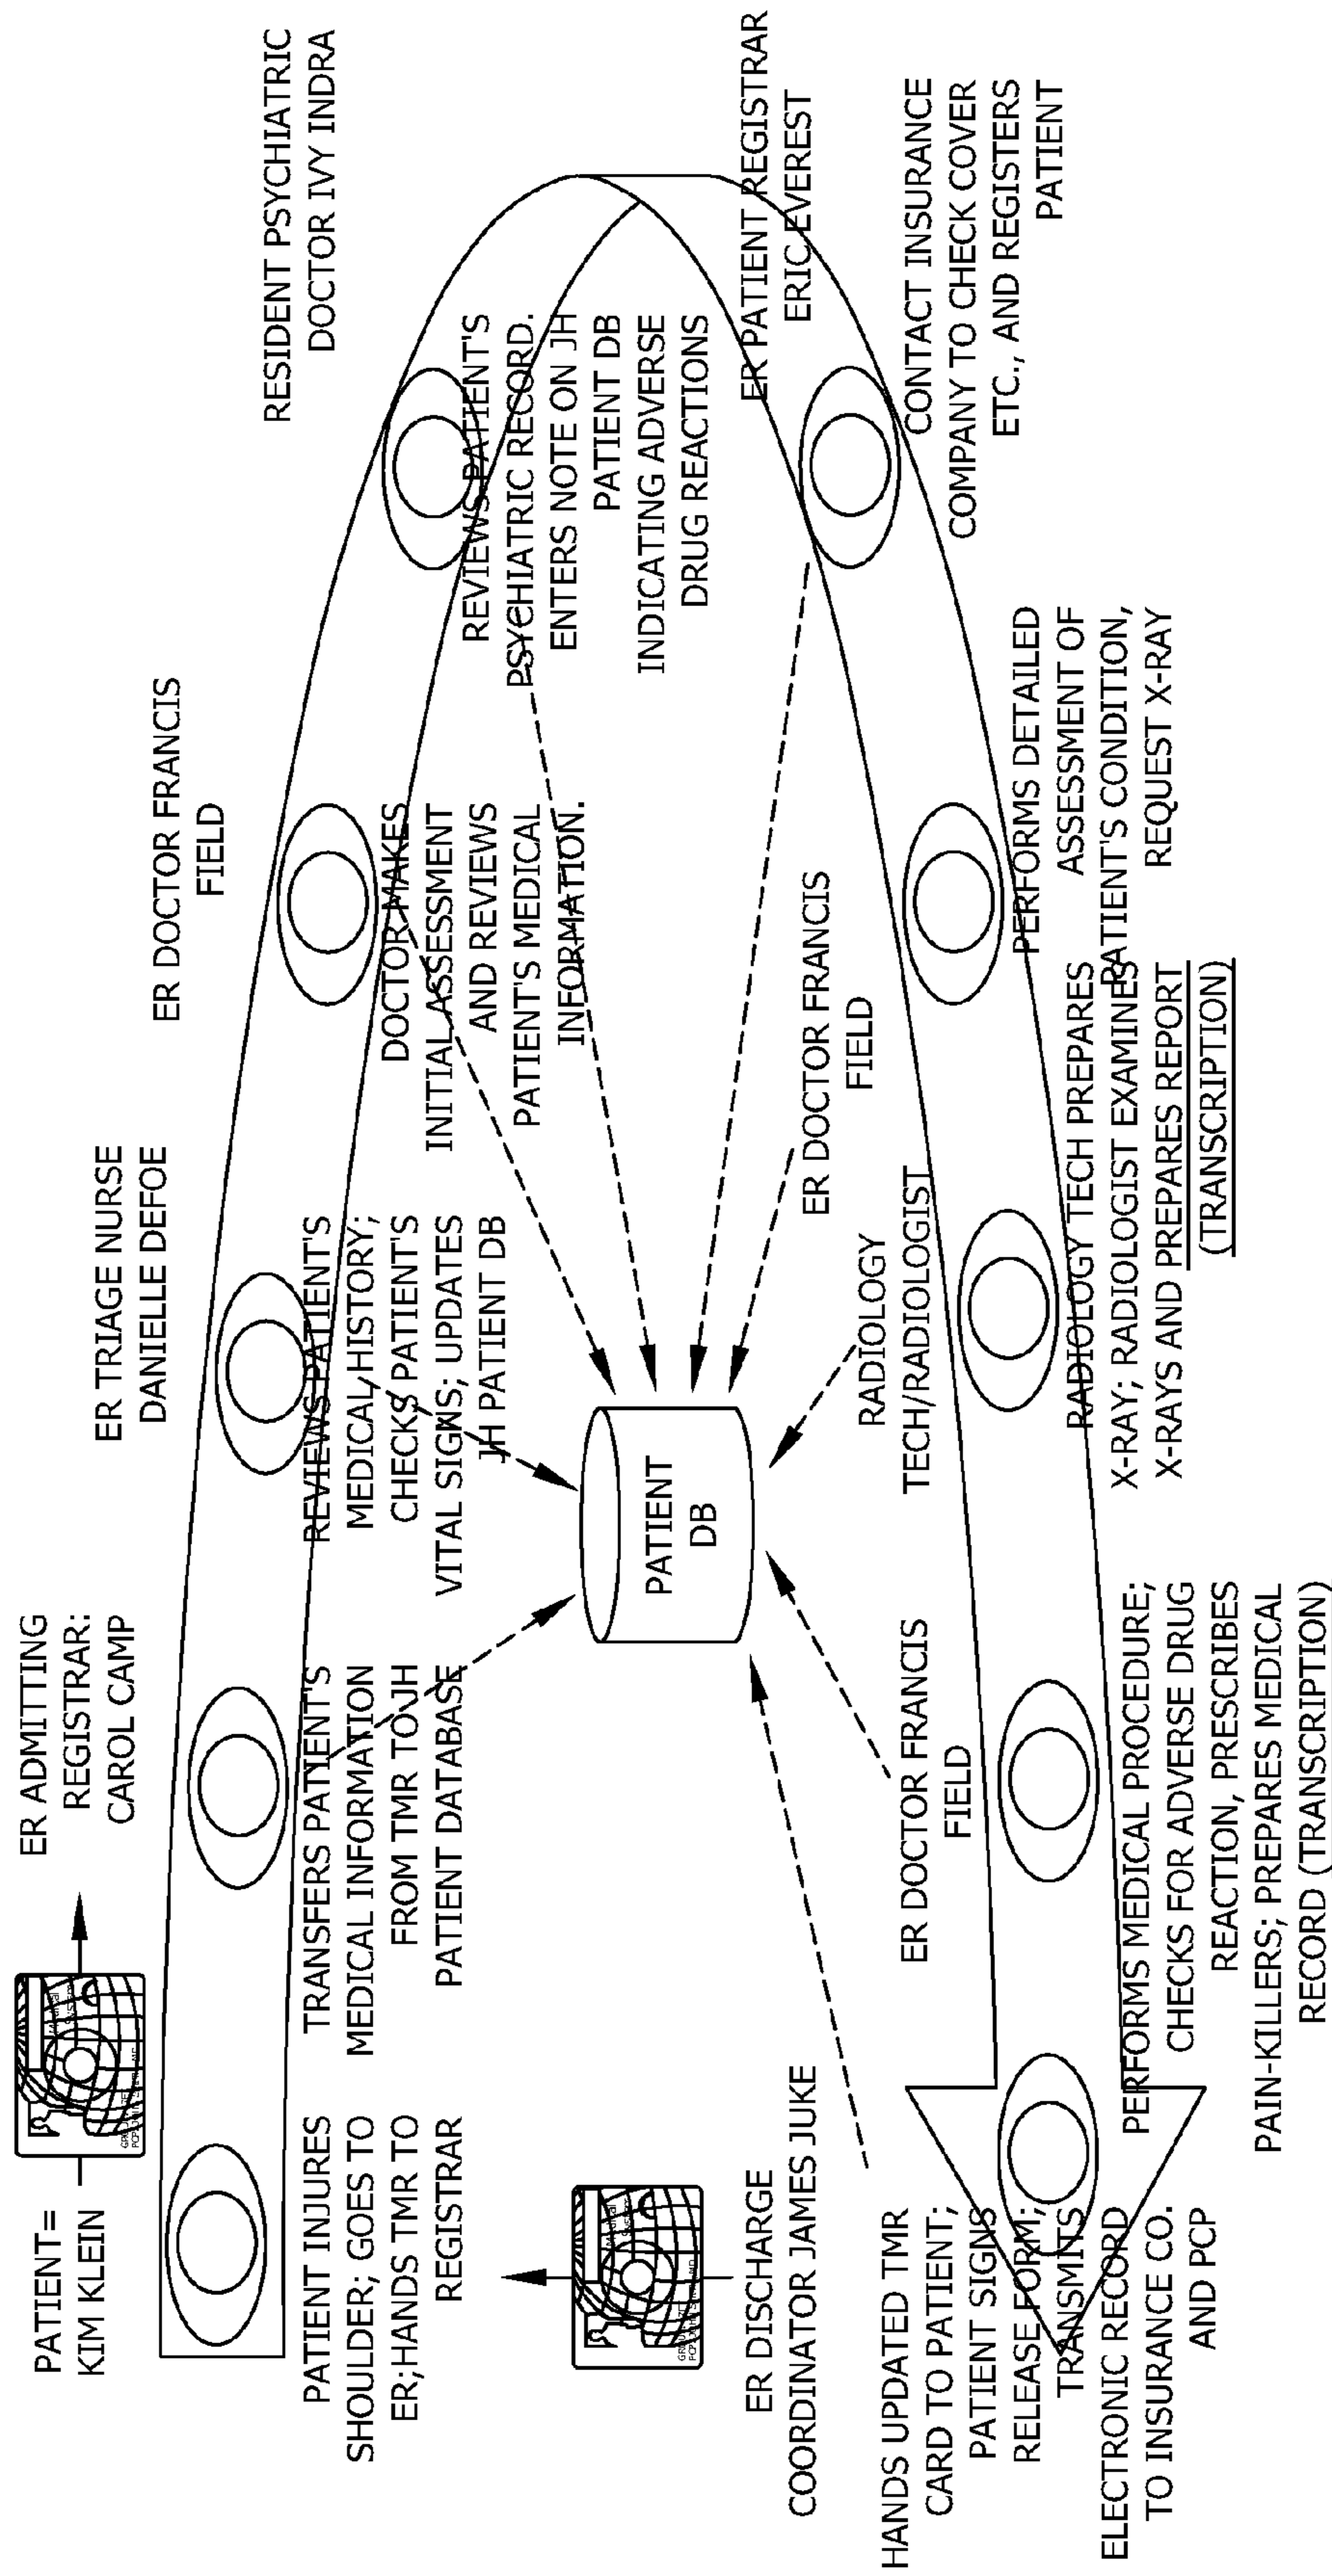 PATIENT=
KIM KLEIN
ER ADMITTING
REGISTRAR:
CAROL CAMP
ER TRIAGE NURSE
DANIELLE DEFOE
ER DOCTOR FRANCIS
FIELD
RESIDENT PSYCHIATRIC
DOCTOR IVY INDRA
PATIENT INJURES
SHOULDER; GOES TO
ER;HANDS TMR TO
REGISTRAR
TRANSFERS PATIENT'S
MEDICAL INFORMATION
FROM TMR TO JH
PATIENT DATABASE
REVIEWS PATIENT'S
MEDICAL HISTORY;
CHECKS PATIENT'S
VITAL SIGNS; UPDATES
JH PATIENT DB
DOCTOR MAKES
INITIAL ASSESSMENT
AND REVIEWS
PATIENT'S MEDICAL
INFORMATION.
REVIEWS PATIENT'S
PSYCHIATRIC RECORD.
ENTERS NOTE ON JH
PATIENT DB
INDICATING ADVERSE
DRUG REACTIONS
PATIENT
DB
ER PATIENT REGISTRAR
ERIC EVEREST
CONTACT INSURANCE
COMPANY TO CHECK COVER
ETC., AND REGISTERS
PATIENT
ER DOCTOR FRANCIS
FIELD
PERFORMS DETAILED
ASSESSMENT OF
PATIENT'S CONDITION,
REQUEST X-RAY
RADIOLOGY
TECH/RADIOLOGIST
RADIOLOGY TECH PREPARES
X-RAY; RADIOLOGIST EXAMINES
X-RAYS AND PREPARES REPORT
(TRANSCRIPTION)
ER DOCTOR FRANCIS
FIELD
PERFORMS MEDICAL PROCEDURE;
CHECKS FOR ADVERSE DRUG
REACTION, PRESCRIBES
PAIN-KILLERS; PREPARES MEDICAL
RECORD (TRANSCRIPTION)
ER DISCHARGE
COORDINATOR JAMES JUKE
HANDS UPDATED TMR
CARD TO PATIENT;
PATIENT SIGNS
RELEASE FORM;
TRANSMITS
ELECTRONIC RECORD
TO INSURANCE CO.
AND PCP